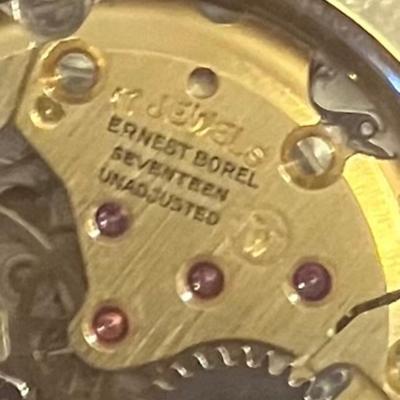 17 JEWELS
ERNEST BOREL
SEVENTEEN
UNADJUSTED